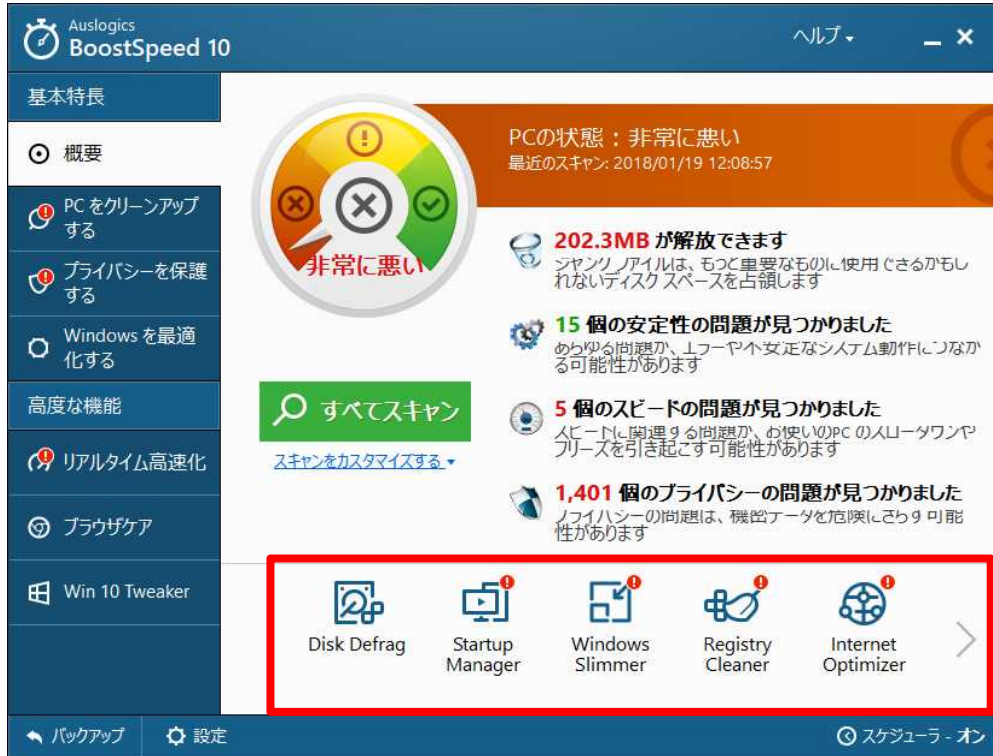 Auslogics
BoostSpeed 10
ヘルプ
基本特長
概要
PC をクリーンアップ
する
プライバシーを保護
する
Windows を最適
化する
高度な機能
リアルタイム高速化
ブラウザケア
Win 10 Tweaker
非常に悪い
すべてスキャン
スキャンをカスタマイズする
PCの状態：非常に悪い
最近のスキャン: 2018/01/19 12:08:57
202.3MB が解放できます
ジャンク ファイルは、もっと重要なものに使用できるかもし
れないディスク スペースを占領します
15 個の安定性の問題が見つかりました
あらゆる問題が、エラーや不安定なシステム動作につなが
る可能性があります
5 個のスピードの問題が見つかりました
スピードに関連する問題が、お使いのPC のスローダウンや
フリーズを引き起こす可能性があります
1,401 個のプライバシーの問題が見つかりました
プライバシーの問題は、機密データを危険にさらす可能
性があります
Disk Defrag
Startup
Manager
Windows
Slimmer
Registry
Cleaner
Internet
Optimizer
バックアップ
設定
スケジューラ - オン